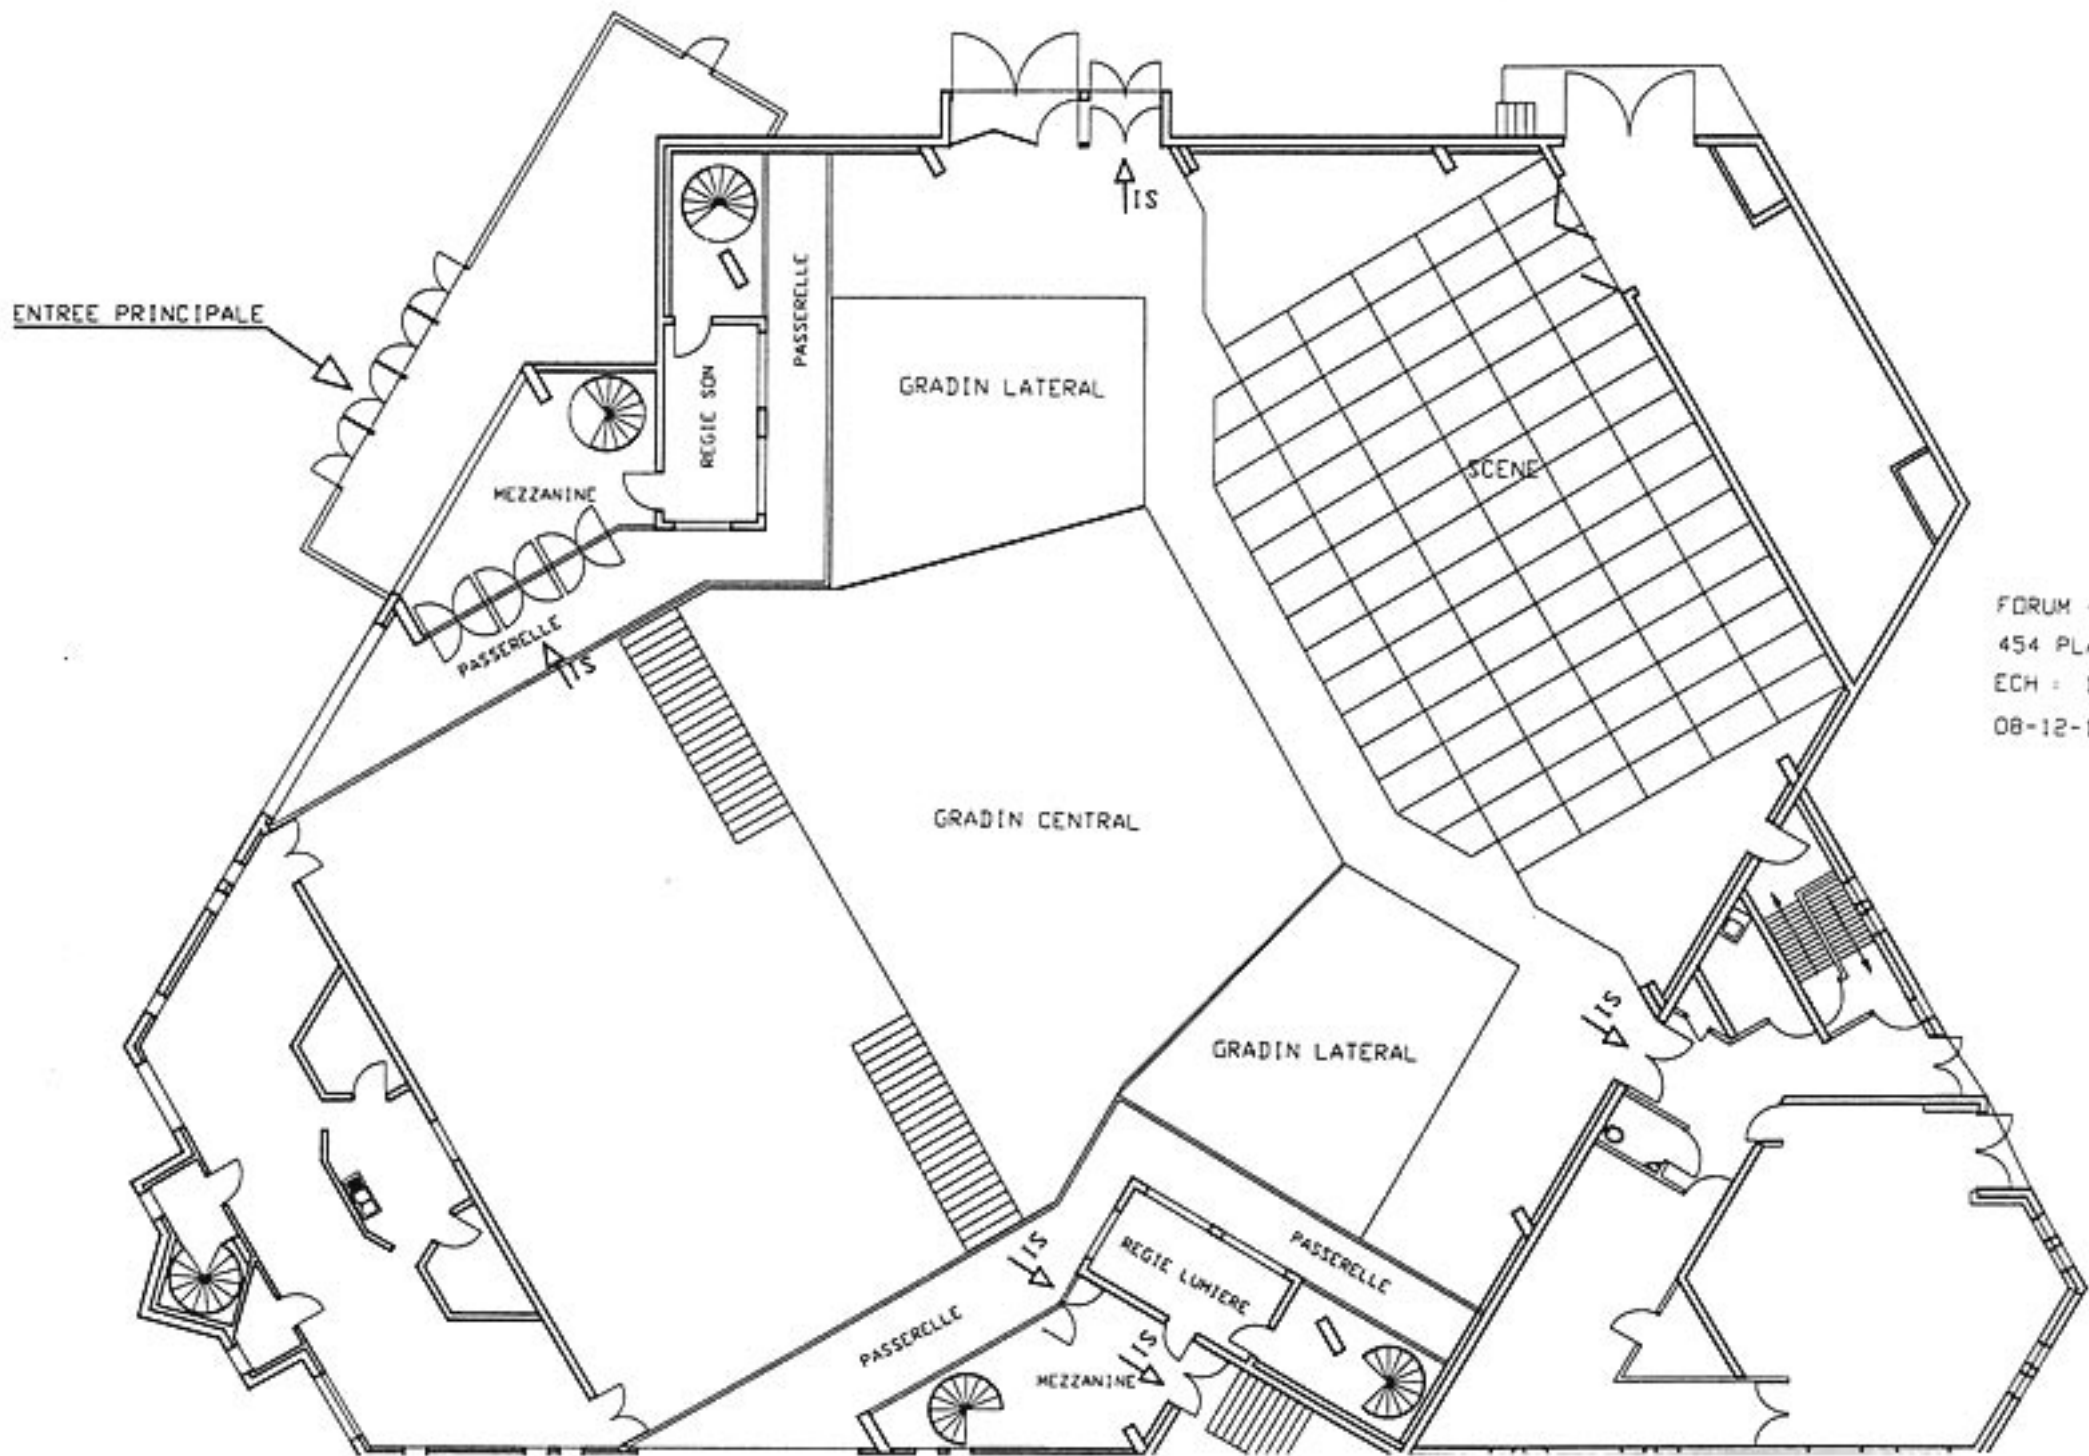 IS
ENTREE PRINCIPALE
PASSERELLE
GRADIN LATERAL
REGIE SON
SCENE
MEZZANINE
FORUM
454
ECH :
08-12-
PASSERELLE
IS
GRADIN CENTRAL
IS
GRADIN LATERAL
IS
REGIE LUMIERE
PASSERELLE
PASSERELLE
IS
MEZZANINE